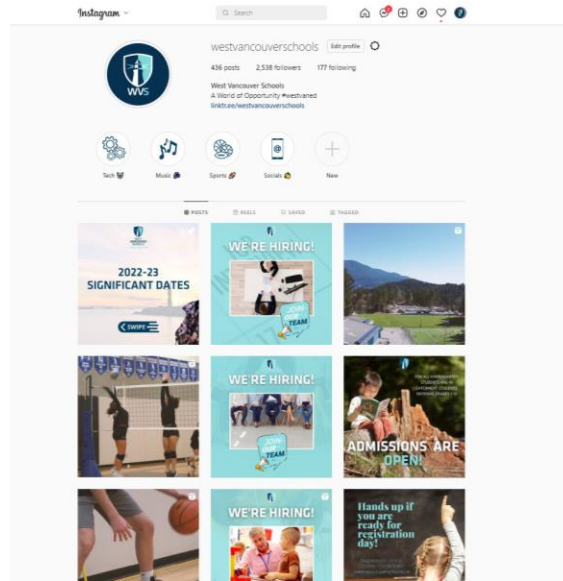 Instagram
Search
westvancouverschools Edit profile
436 posts 2,538 followers 177 following
West Vancouver Schools
A World of Opportunity #westvaned
linktr.ee/westvancouverschools
WVS
Tech Music Sports Socials New
POSTS REELS SAVED TAGGED
2022-23
SIGNIFICANT DATES
SWIPE
WE'RE HIRING!
JOIN
OUR
TEAM
WE'RE HIRING!
JOIN
OUR
TEAM
ADMISSIONS ARE
OPEN!
WE'RE HIRING!
Hands up if
you are
ready for
registration
day!